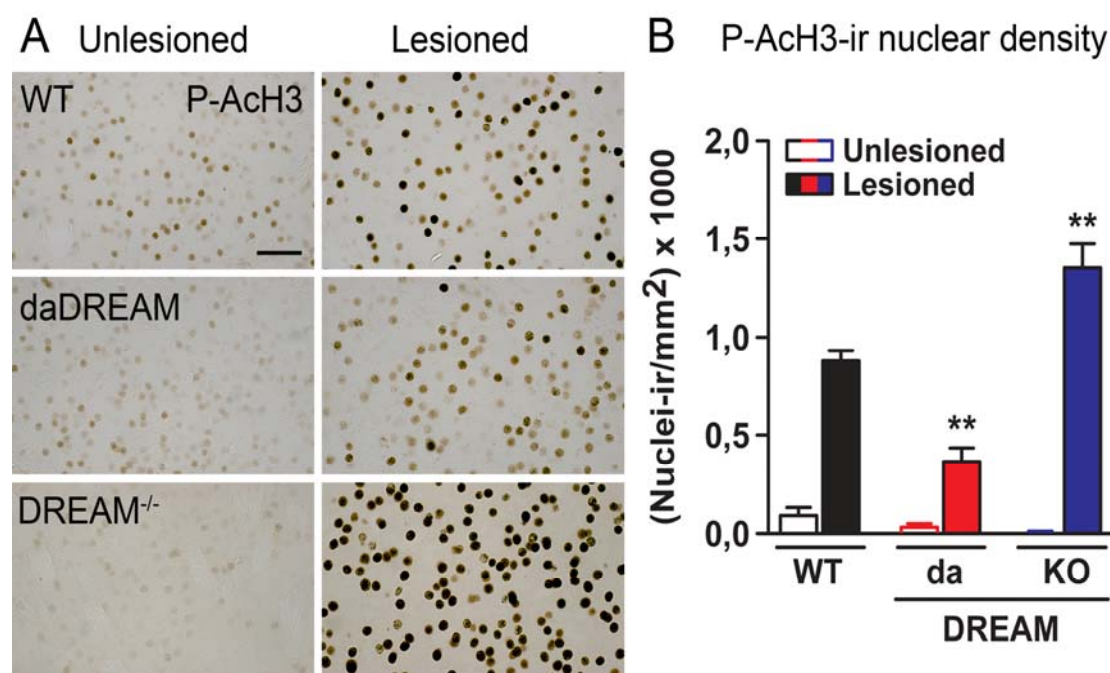 A
Unlesioned
Lesioned
WT
P-AcH3
daDREAM
DREAM-/-
B
P-AcH3-ir nuclear density
(Nuclei-ir/mm2) x 1000
2,0
1,5
1,0
0,5
0,0
Unlesioned
Lesioned
**
**
WT
da
KO
DREAM